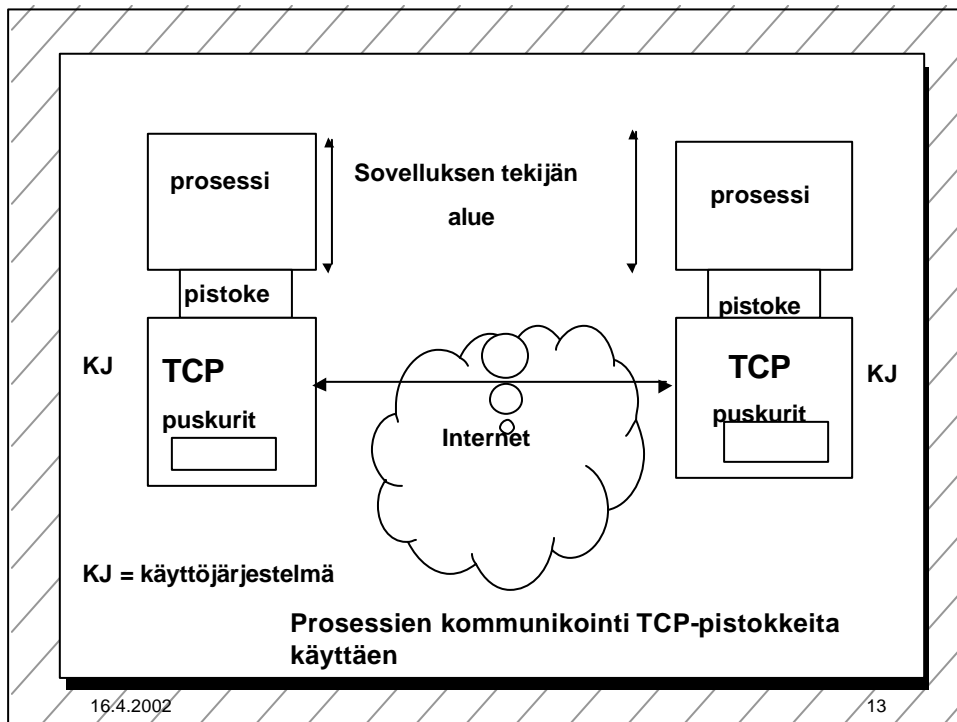 prosessi
Sovelluksen tekijän
alue
prosessi
pistoke
pistoke
KJ
TCP
puskurit
Internet
TCP
puskurit
KJ
KJ = käyttöjärjestelmä
Prosessien kommunikointi TCP-pistokkeita
käyttäen
16.4.2002
13